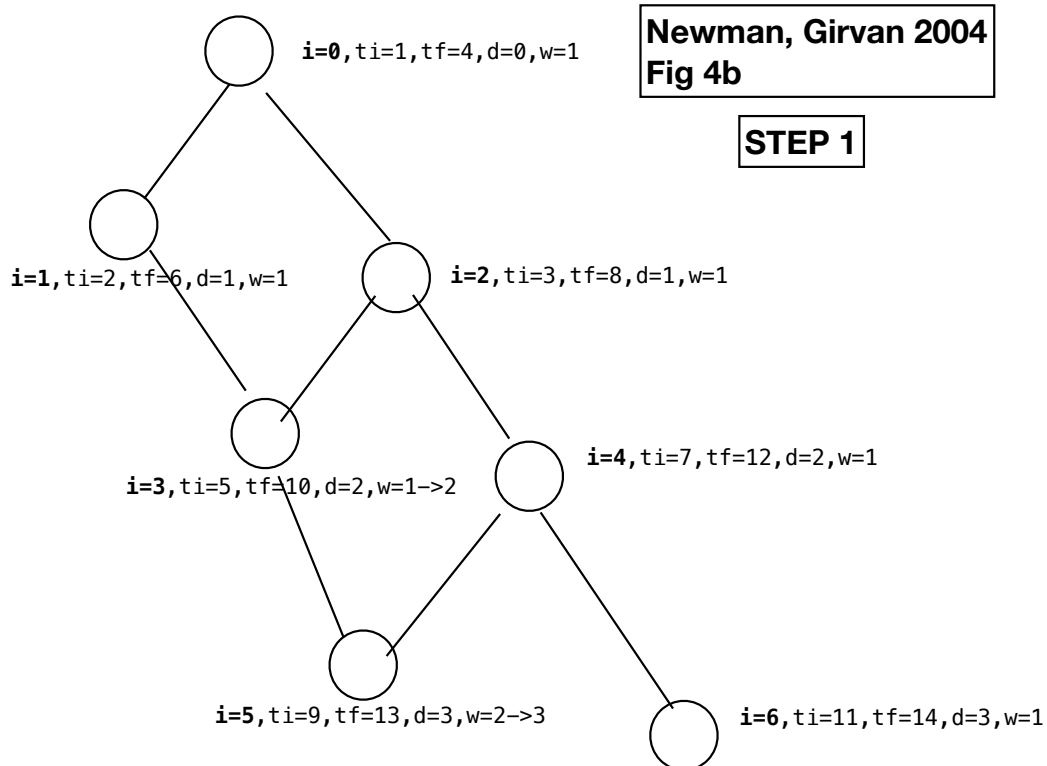 i=0,ti=1,tf=4,d=0,w=1
Newman, Girvan 2004
Fig 4b
STEP 1
i=1,ti=2,tf=6,d=1,w=1
i=2,ti=3,tf=8,d=1,w=1
i=4,ti=7,tf=12,d=2,w=1
i=3,ti=5,tf=10,d=2,w=1->2
i=5,ti=9,tf=13,d=3,w=2->3
i=6,ti=11,tf=14,d=3,w=1